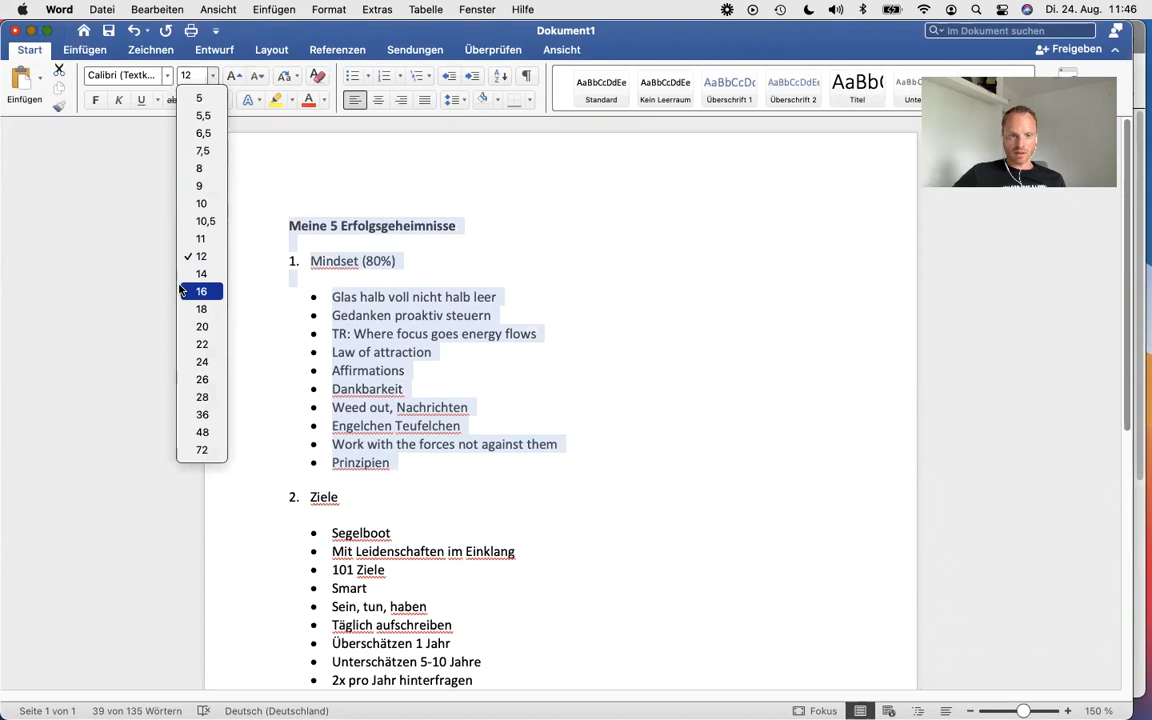 Word Datei Bearbeiten Ansicht Einfügen Format Extras Tabelle Fenster Hilfe Di. 24. Aug. 11:46
Dokument1
Im Dokument suchen
Start Einfügen Zeichnen Entwurf Layout Referenzen Sendungen Überprüfen Ansicht Freigeben
Einfügen
Calibri (Textk... 12
F K U
AaBbCcDdEe AaBbCcDdEe AaBbCcDc AaBbCcDdEe AaBb(
Standard Kein Leerraum Überschrift 1 Überschrift 2 Titel
5
5,5
6,5
7,5
8
9
10
10,5
11
12
14
16
18
20
22
24
26
28
36
48
72
Meine 5 Erfolgsgeheimnisse
1. Mindset (80%)
• Glas halb voll nicht halb leer
• Gedanken proaktiv steuern
• TR: Where focus goes energy flows
• Law of attraction
• Affirmations
• Dankbarkeit
• Weed out, Nachrichten
• Engelchen Teufelchen
• Work with the forces not against them
• Prinzipien
2. Ziele
• Segelboot
• Mit Leidenschaften im Einklang
• 101 Ziele
• Smart
• Sein, tun, haben
• Täglich aufschreiben
• Überschätzen 1 Jahr
• Unterschätzen 5-10 Jahre
• 2x pro Jahr hinterfragen
Seite 1 von 1 39 von 135 Wörtern Deutsch (Deutschland) Fokus 150 %